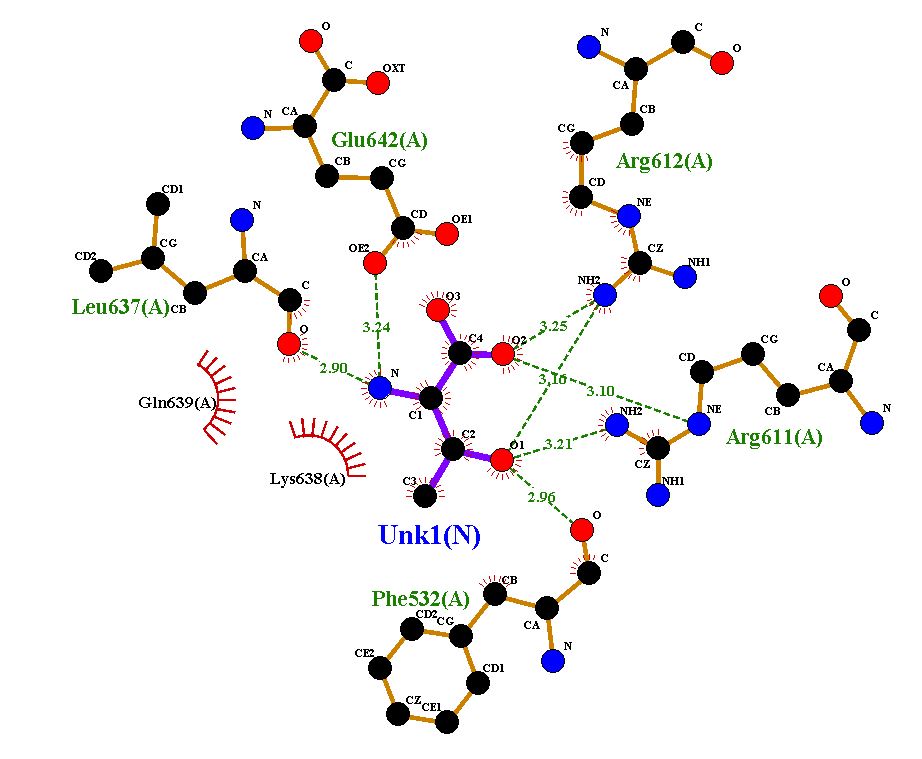 O
C
OXT
CA
N
Glu642(A)
CB
CG
CD
OE1
OE2
N
C
O
CA
CB
CG
Arg612(A)
CD
NE
CZ
NH1
NH2
CD1
N
CG
CD2
CA
CB
C
Leu637(A)
O
3.24
2.90
O3
3.25
C4
O2
3.16
3.10
N
C1
C2
O1
C3
3.21
2.96
O
C
CG
CD
CA
CB
N
NE
NH2
Arg611(A)
CZ
NH1
Gln639(A)
Lys638(A)
Unk1(N)
O
C
CB
Phe532(A)
CA
CD2
CG
N
CE2
CD1
CZ
CE1